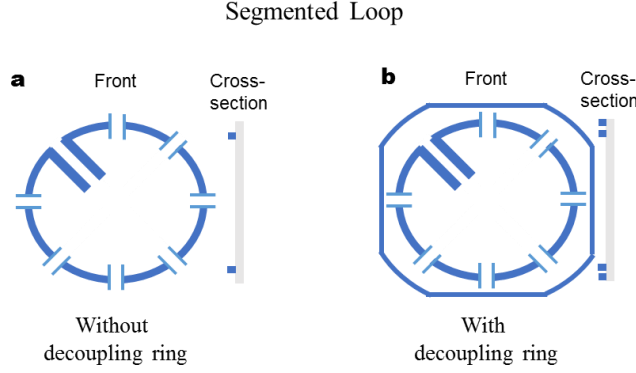 Segmented Loop
a
Front
Cross-
section
Without
decoupling ring
b
Front
Cross-
section
With
decoupling ring